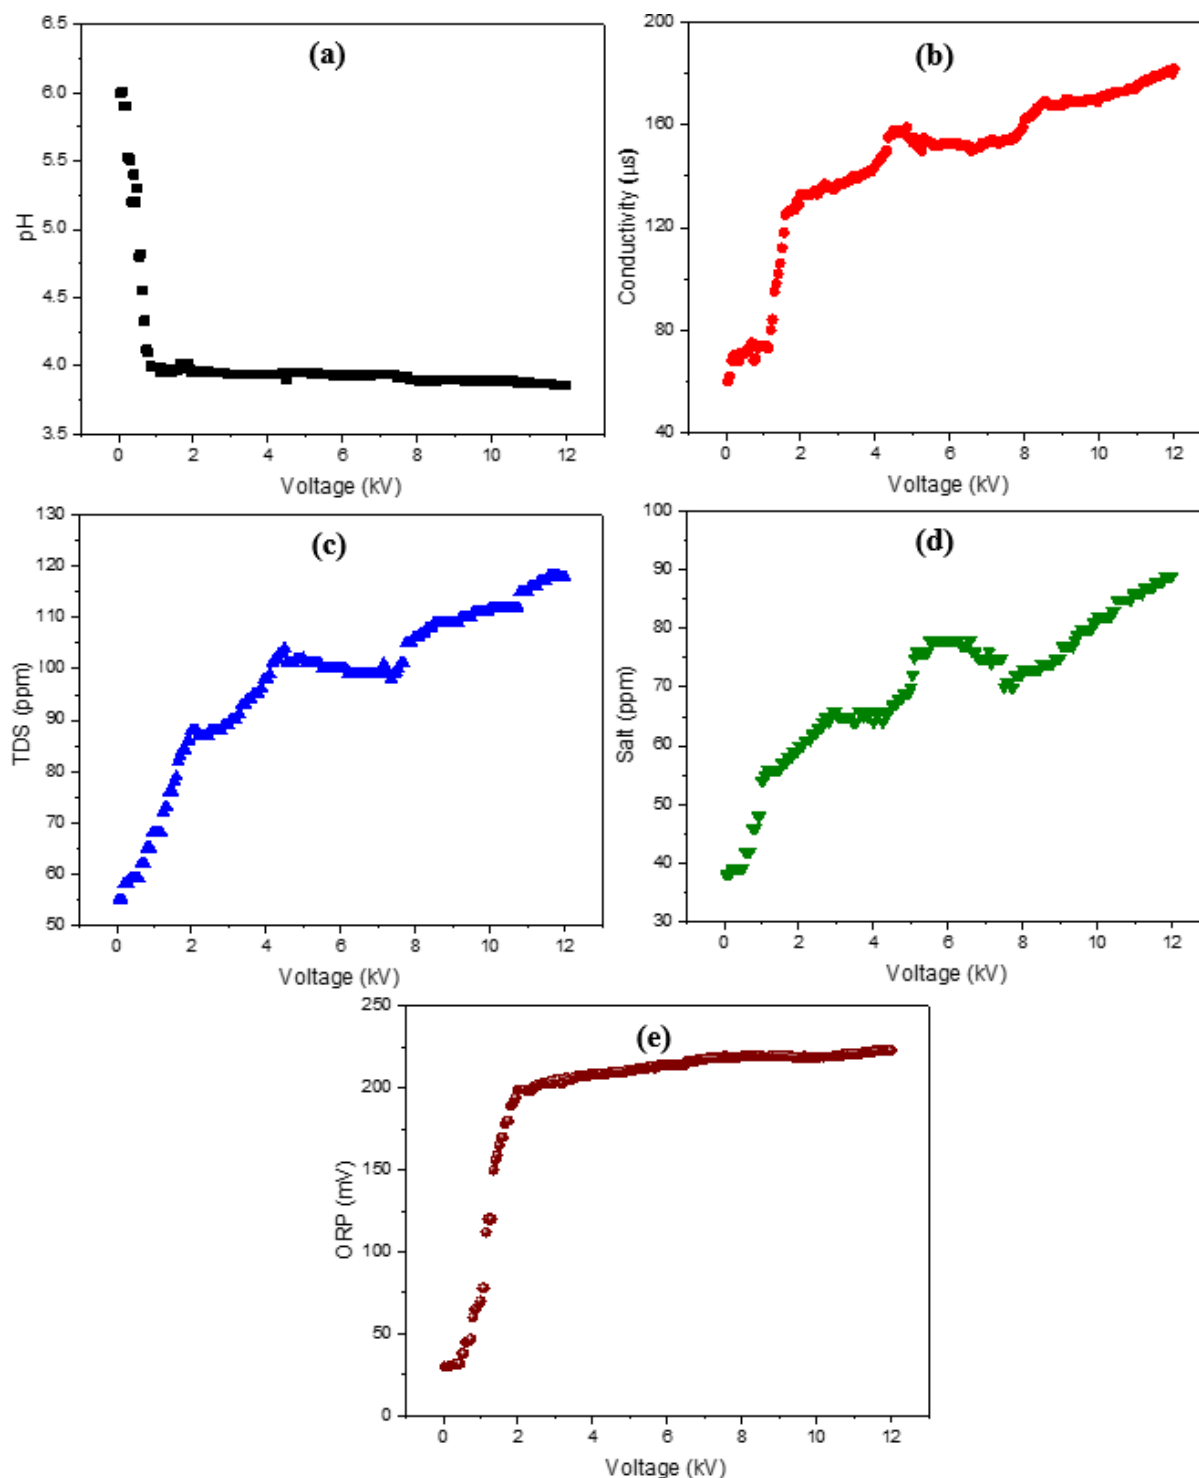 (a)
pH
6.5
6.0
5.5
5.0
4.5
4.0
3.5
0 2 4 6 8 10 12
Voltage (kV)
(b)
Conductivity (µs)
200
160
120
80
40
0 2 4 6 8 10 12
Voltage (kV)
(c)
TDS (ppm)
130
120
110
100
90
80
70
60
50
0 2 4 6 8 10 12
Voltage (kV)
(d)
Salt (ppm)
100
90
80
70
60
50
40
30
0 2 4 6 8 10 12
Voltage (kV)
(e)
ORP (mV)
250
200
150
100
50
0
0 2 4 6 8 10 12
Voltage (kV)